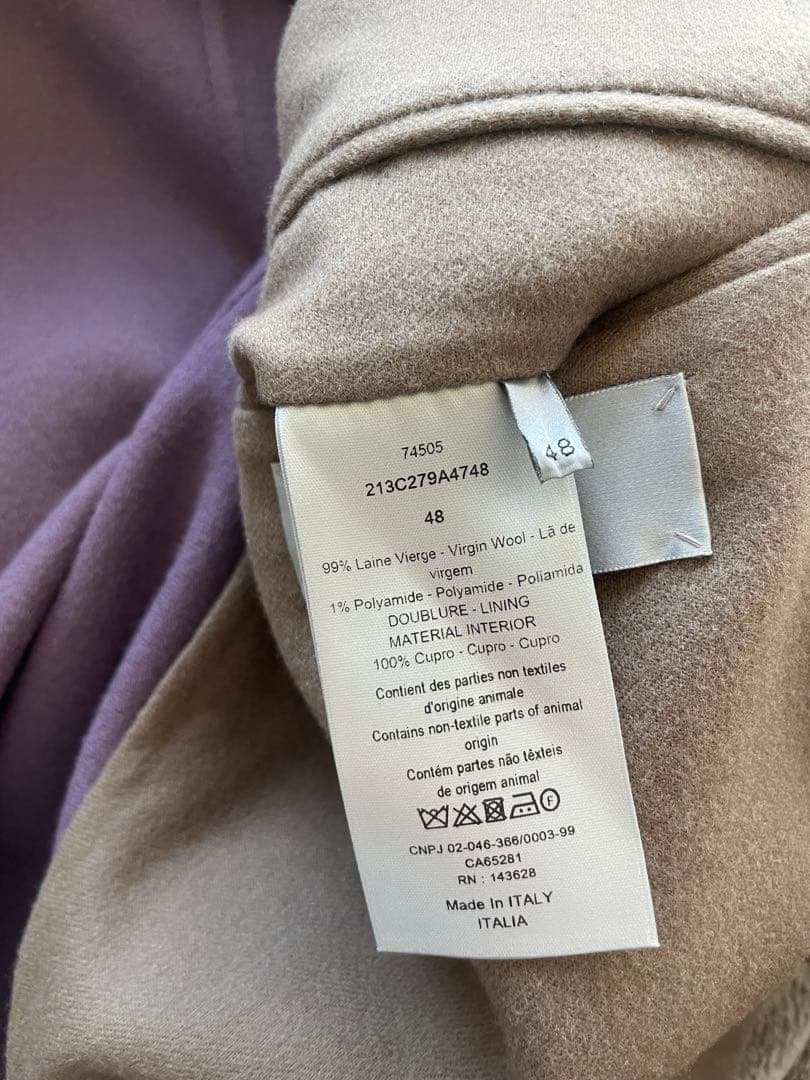 74505
213C279A4748
48
48
99% Laine Vierge - Virgin Wool - Lã de
virgem
1% Polyamide - Polyamide - Poliamida
DOUBLURE - LINING
MATERIAL INTERIOR
100% Cupro - Cupro - Cupro
Contient des parties non textiles
d'origine animale
Contains non-textile parts of animal
origin
Contém partes não têxteis
de origem animal
F
CNPJ 02-046-366/0003-99
CA65281
RN : 143628
Made In ITALY
ITALIA